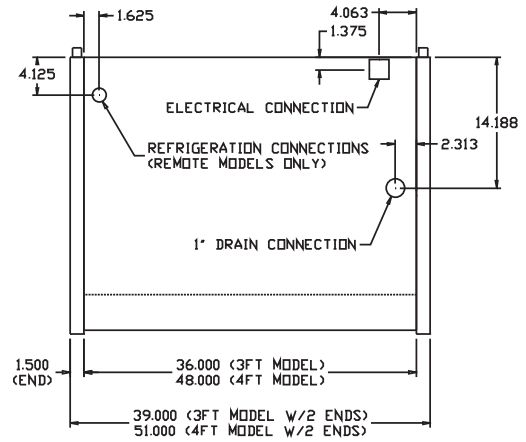 1.625
4.063
1.375
4.125
ELECTRICAL CONNECTION
14.188
REFRIGERATION CONNECTIONS
(REMOTE MODELS ONLY)
2.313
1" DRAIN CONNECTION
1.500
(END)
36.000 (3FT MODEL)
48.000 (4FT MODEL)
39.000 (3FT MODEL W/2 ENDS)
51.000 (4FT MODEL W/2 ENDS)